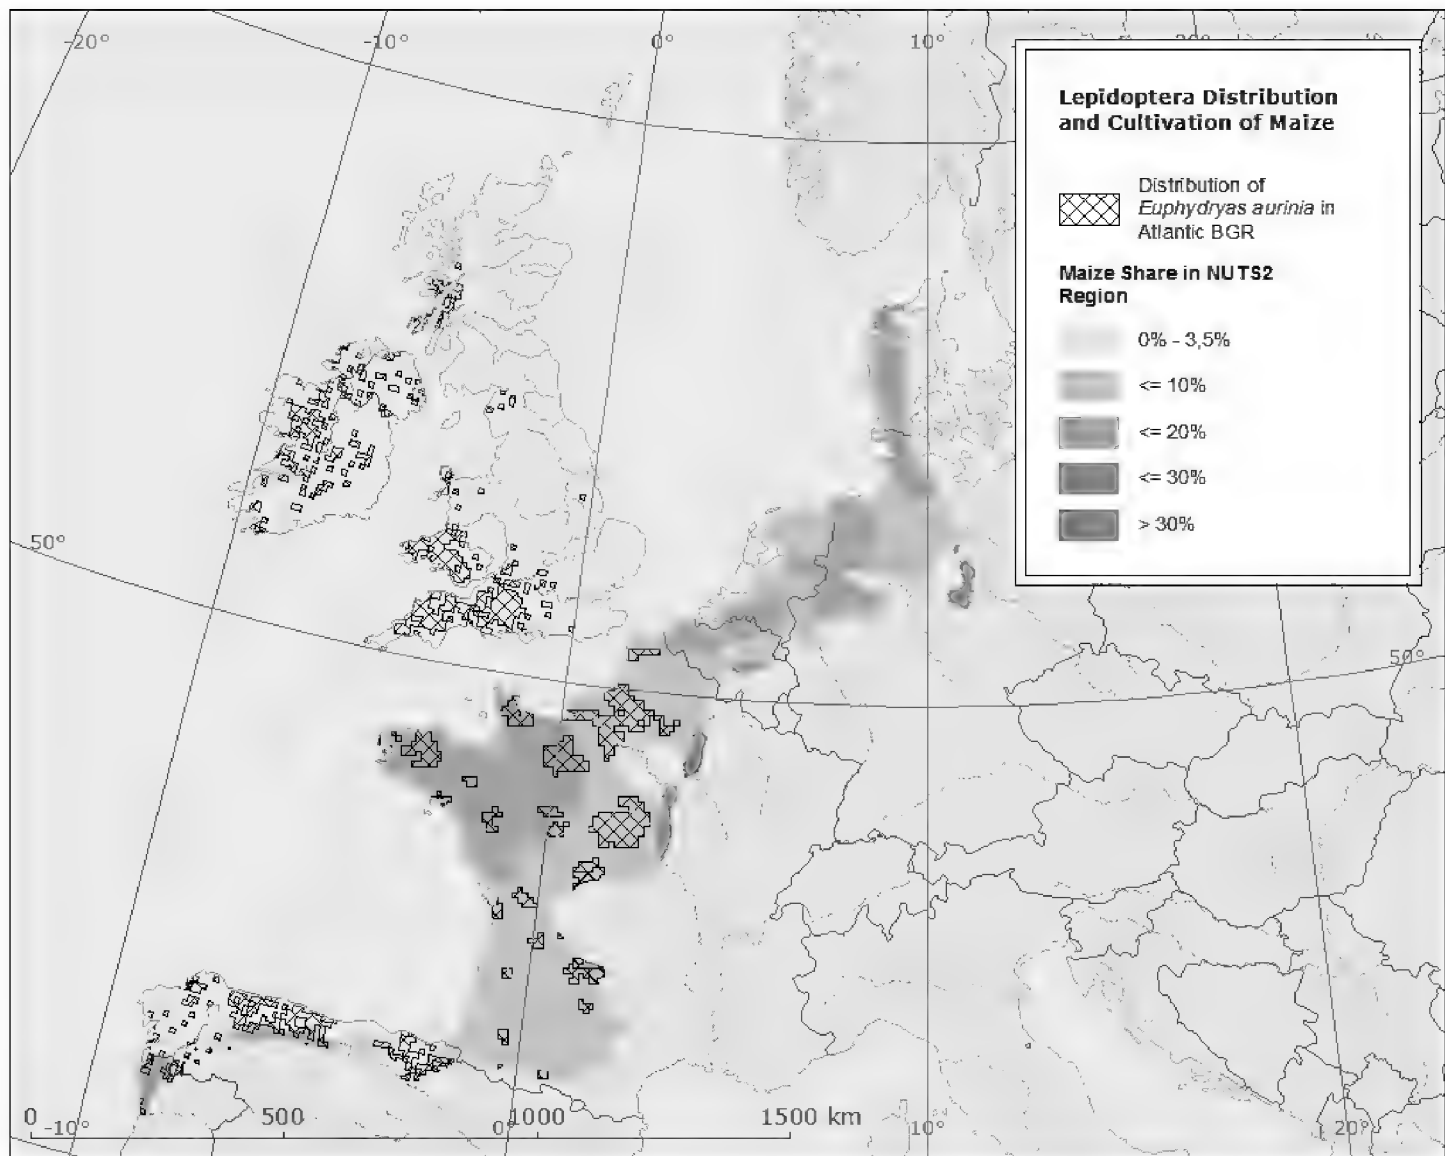 -20°
-10°
0°
10°
Lepidoptera Distribution
and Cultivation of Maize
Distribution of
Euphydryas aurinia in
Atlantic BGR
Maize Share in NUTS2
Region
0% - 3,5%
<= 10%
<= 20%
<= 30%
> 30%
50°
50°
0
500
1000
1500 km
-10°
0°
10°
20°